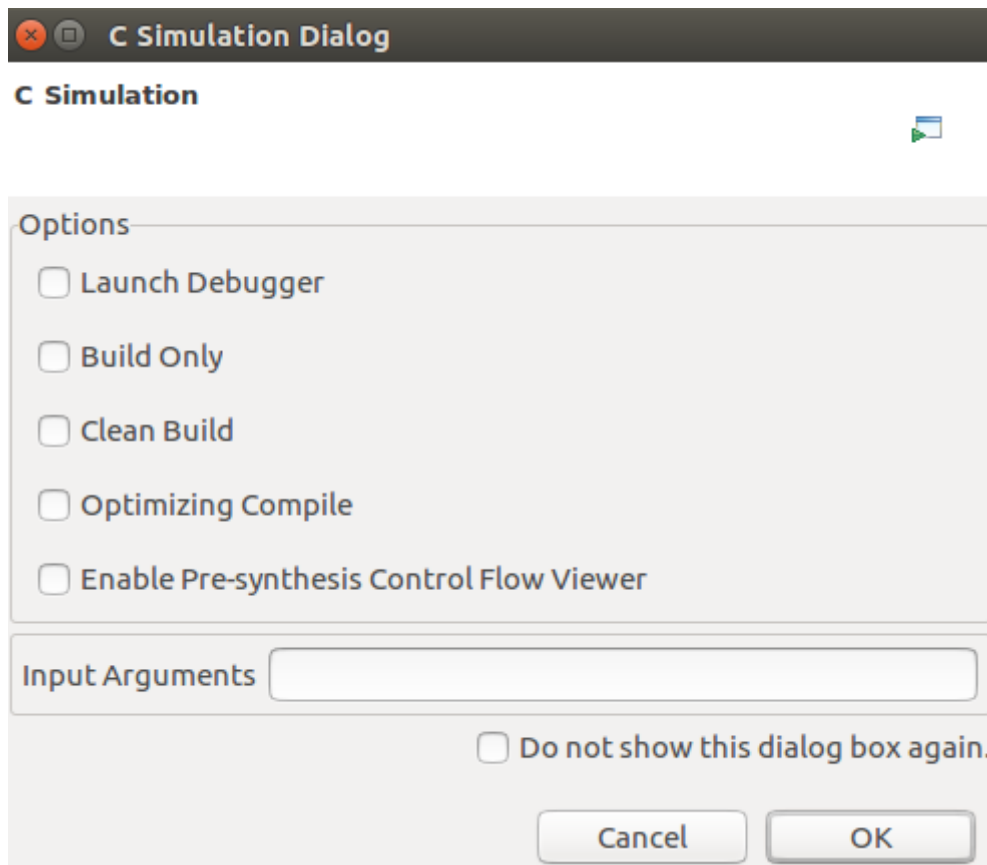 C Simulation Dialog
C Simulation
Options
Launch Debugger
Build Only
Clean Build
Optimizing Compile
Enable Pre-synthesis Control Flow Viewer
Input Arguments
Do not show this dialog box again.
Cancel OK